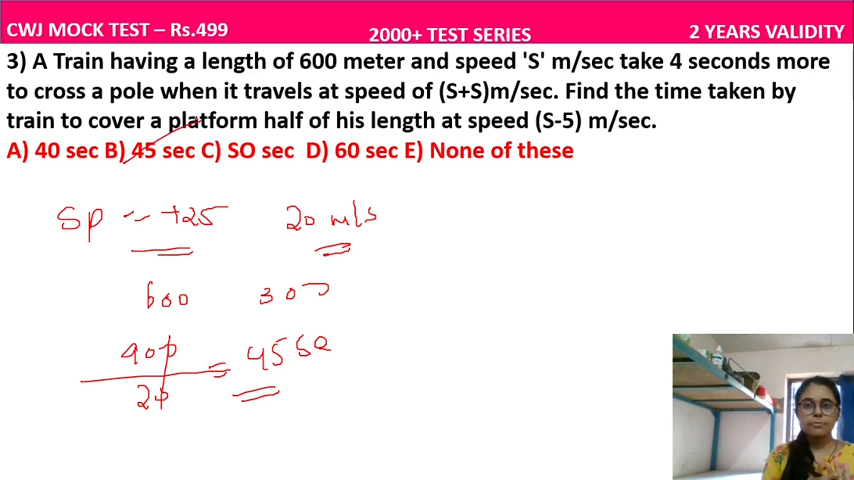 CWJ MOCK TEST – Rs.499
2000+ TEST SERIES
2 YEARS VALIDITY
3) A Train having a length of 600 meter and speed 'S' m/sec take 4 seconds more
to cross a pole when it travels at speed of (S+S)m/sec. Find the time taken by
train to cover a platform half of his length at speed (S-5) m/sec.
A) 40 sec B) 45 sec C) SO sec D) 60 sec E) None of these
Sp = +25 20 m/s
600 300
900
20
= 45 Se